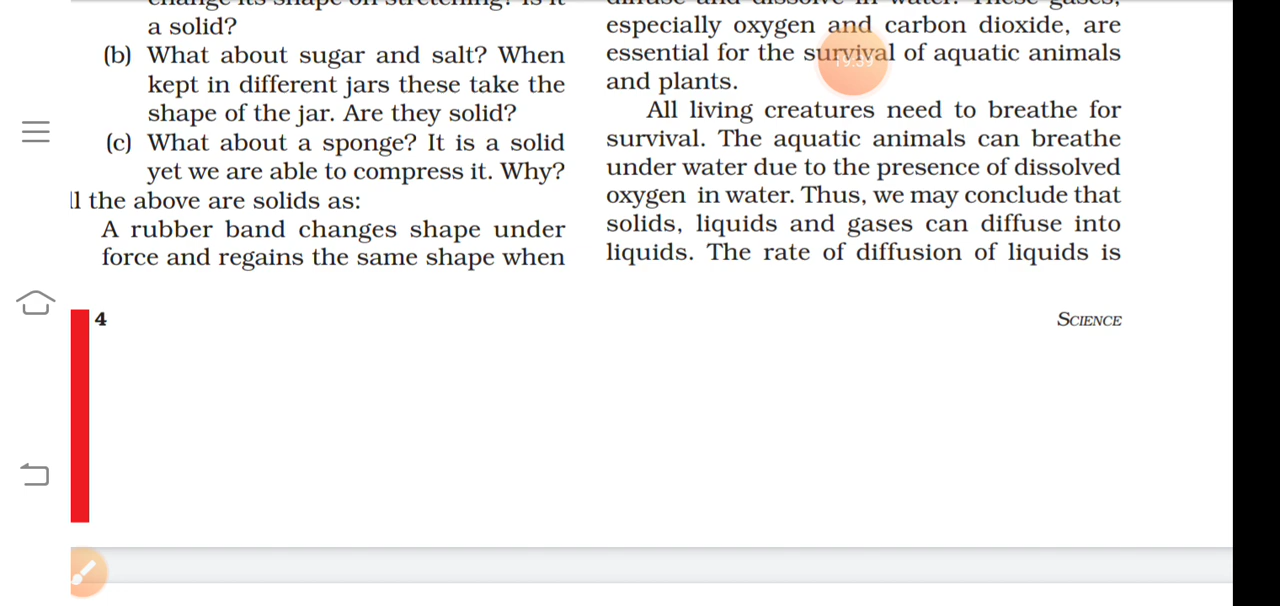 a solid?
(b) What about sugar and salt? When
kept in different jars these take the
shape of the jar. Are they solid?
(c) What about a sponge? It is a solid
yet we are able to compress it. Why?
ll the above are solids as:
A rubber band changes shape under
force and regains the same shape when
4
especially oxygen and carbon dioxide, are
essential for the survival of aquatic animals
and plants.
All living creatures need to breathe for
survival. The aquatic animals can breathe
under water due to the presence of dissolved
oxygen in water. Thus, we may conclude that
solids, liquids and gases can diffuse into
liquids. The rate of diffusion of liquids is
SCIENCE